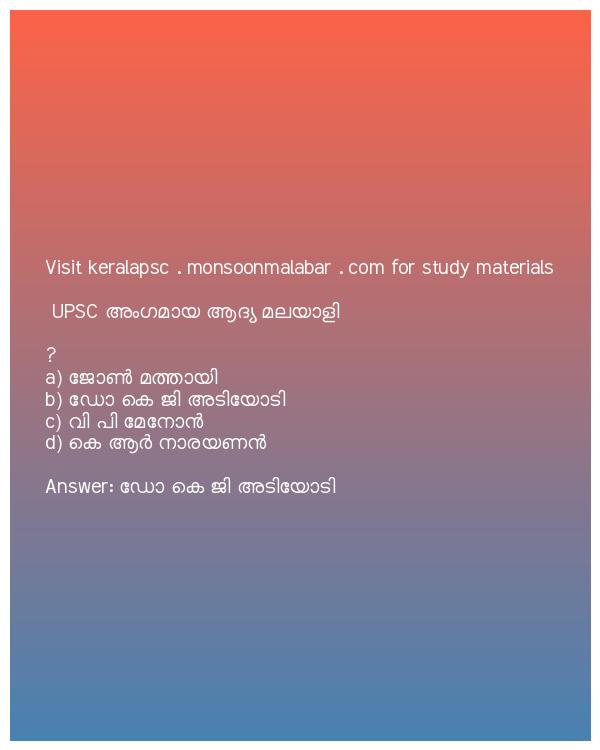 Visit keralapsc . monsoonmalabar . com for study materials
UPSC അംഗമായ ആദ്യ മലയാളി
?
a) ജോൺ മത്തായി
b) ഡോ കെ ജി അടിയോടി
c) വി പി മേനോൻ
d) കെ ആർ നാരയണൻ
Answer: ഡോ കെ ജി അടിയോടി